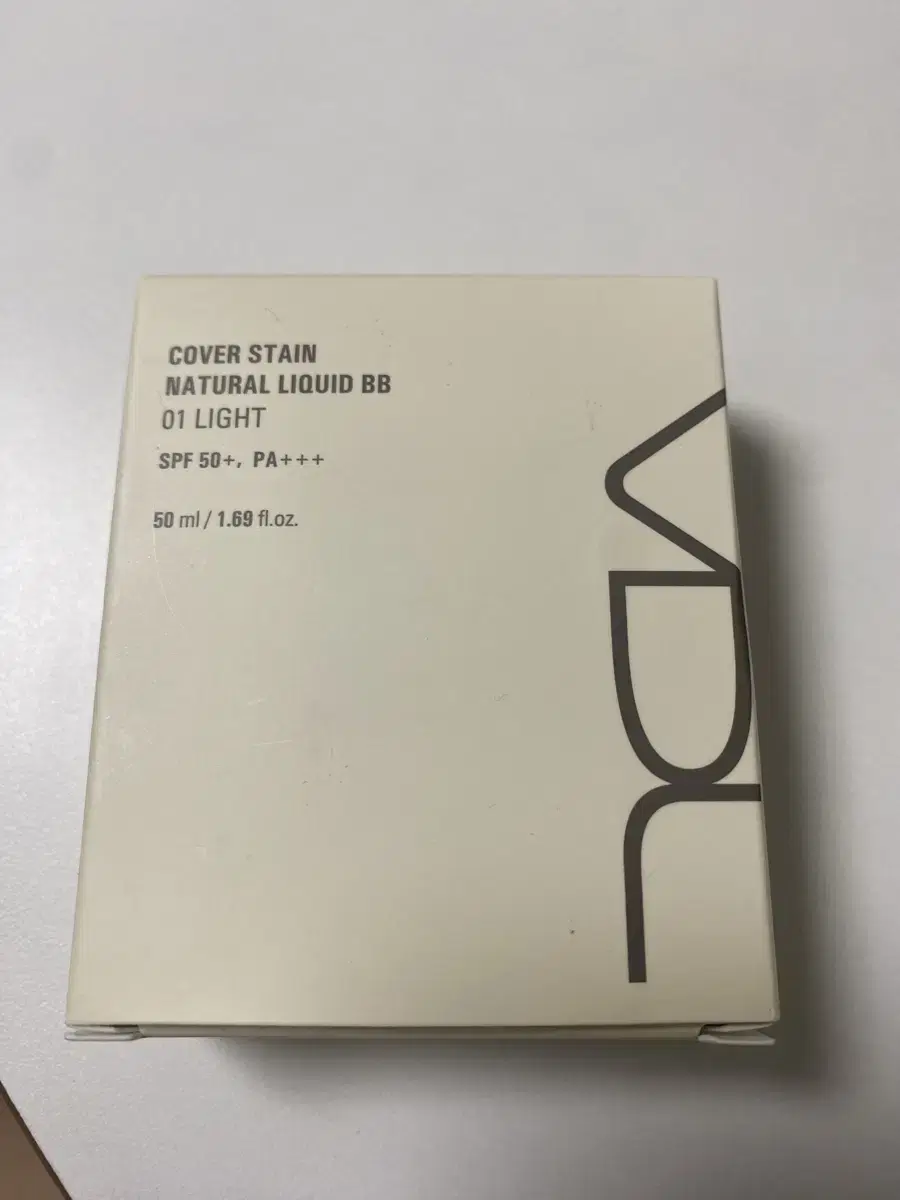 COVER STAIN
NATURAL LIQUID BB
01 LIGHT
SPF 50+, PA+++
50 ml / 1.69 fl.oz.
VDL